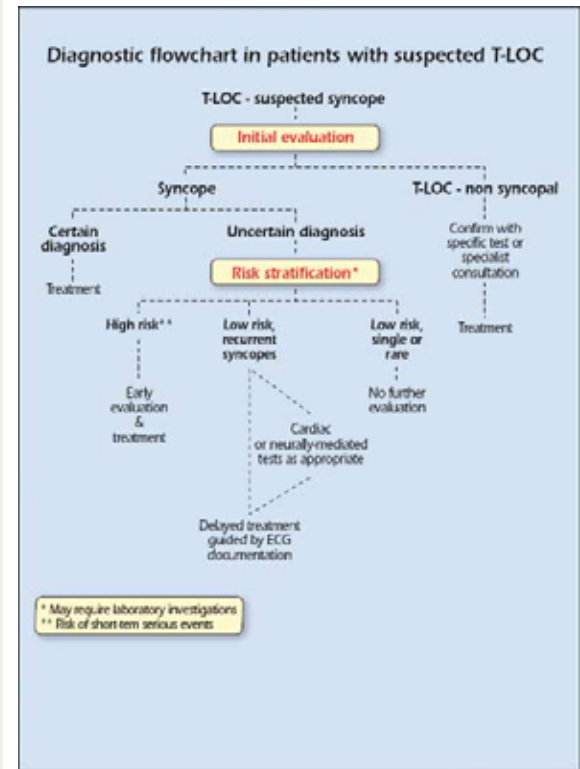 Diagnostic flowchart in patients with suspected T-LOC
T-LOC - suspected syncope
Initial evaluation
Syncope
T-LOC - non syncopal
Certain
diagnosis
Uncertain diagnosis
Confirm with
specific test or
specialist
consultation
Treatment
Risk stratification*
High risk**
Low risk,
recurrent
syncopes
Low risk,
single or
rare
Treatment
Early
evaluation
&
treatment
No further
evaluation
Cardiac
or neurally-mediated
tests as appropriate
Delayed treatment
guided by ECG
documentation
* May require laboratory investigations
** Risk of short-tem serious events